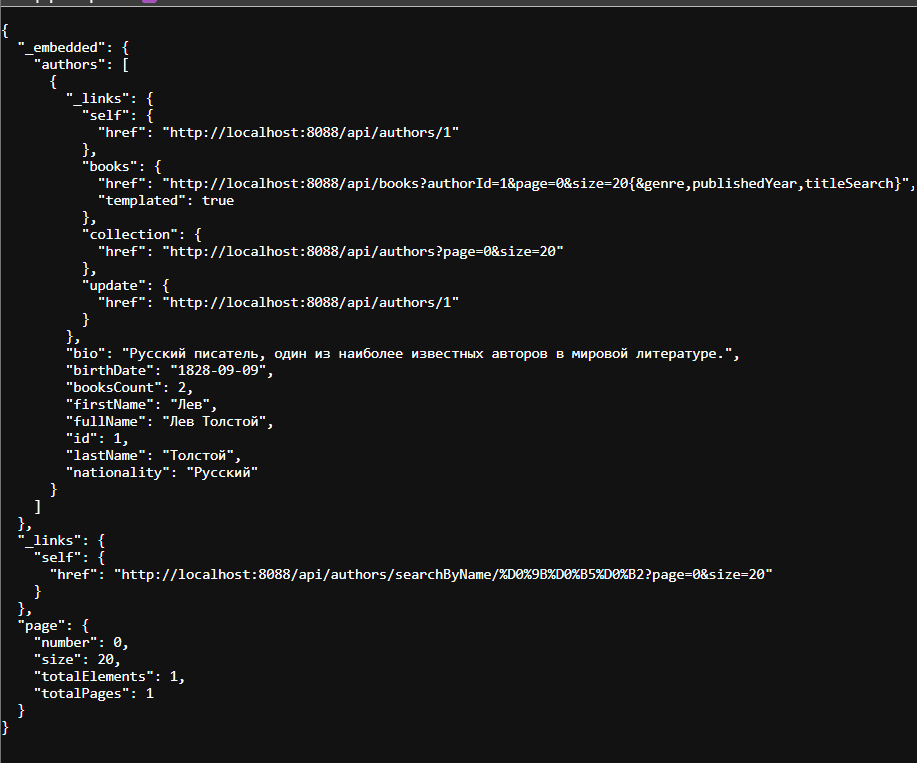 {
  "_embedded": {
    "authors": [
      {
        "_links": {
          "self": {
            "href": "http://localhost:8088/api/authors/1"
          },
          "books": {
            "href": "http://localhost:8088/api/books?authorId=1&page=0&size=20{&genre,publishedYear,titleSearch}",
            "templated": true
          },
          "collection": {
            "href": "http://localhost:8088/api/authors?page=0&size=20"
          },
          "update": {
            "href": "http://localhost:8088/api/authors/1"
          }
        },
        "bio": "Русский писатель, один из наиболее известных авторов в мировой литературе.",
        "birthDate": "1828-09-09",
        "booksCount": 2,
        "firstName": "Лев",
        "fullName": "Лев Толстой",
        "id": 1,
        "lastName": "Толстой",
        "nationality": "Русский"
      }
    ]
  },
  "_links": {
    "self": {
      "href": "http://localhost:8088/api/authors/searchByName/%D0%9B%D0%B5%D0%B2?page=0&size=20"
    }
  },
  "page": {
    "number": 0,
    "size": 20,
    "totalElements": 1,
    "totalPages": 1
  }
}